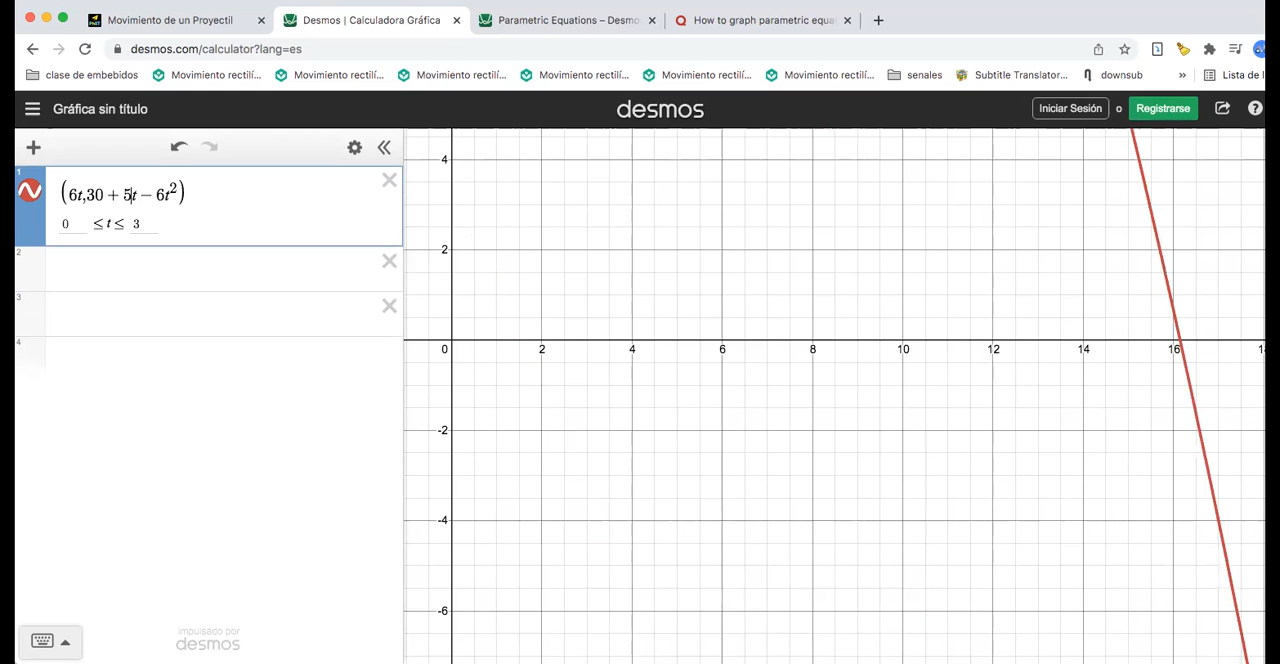 Movimiento de un Proyectil
Desmos | Calculadora Gráfica
Parametric Equations – Desmo
How to graph parametric equa
desmos.com/calculator?lang=es
clase de embebidos
Movimiento rectilí...
Movimiento rectilí...
Movimiento rectilí...
Movimiento rectilí...
Movimiento rectilí...
Movimiento rectilí...
senales
Subtitle Translator...
downsub
»
Lista de l
Gráfica sin título
desmos
Iniciar Sesión
o
Registrarse
1
(6t,30 + 5t − 6t²)
0 ≤ t ≤ 3
2
3
4
4
2
0
2
4
6
8
10
12
14
16
18
-2
-4
-6
impulsado por
desmos